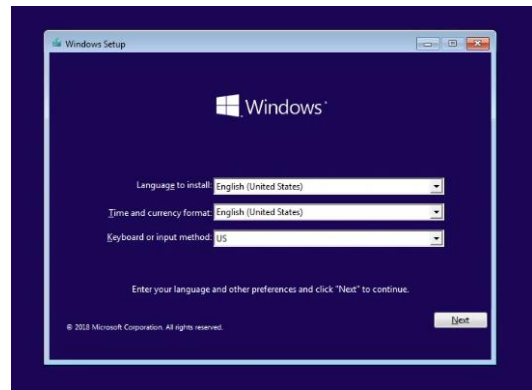 Windows Setup
Windows
Language to install: English (United States)
Time and currency format: English (United States)
Keyboard or input method: US
Enter your language and other preferences and click "Next" to continue.
© 2018 Microsoft Corporation. All rights reserved.
Next